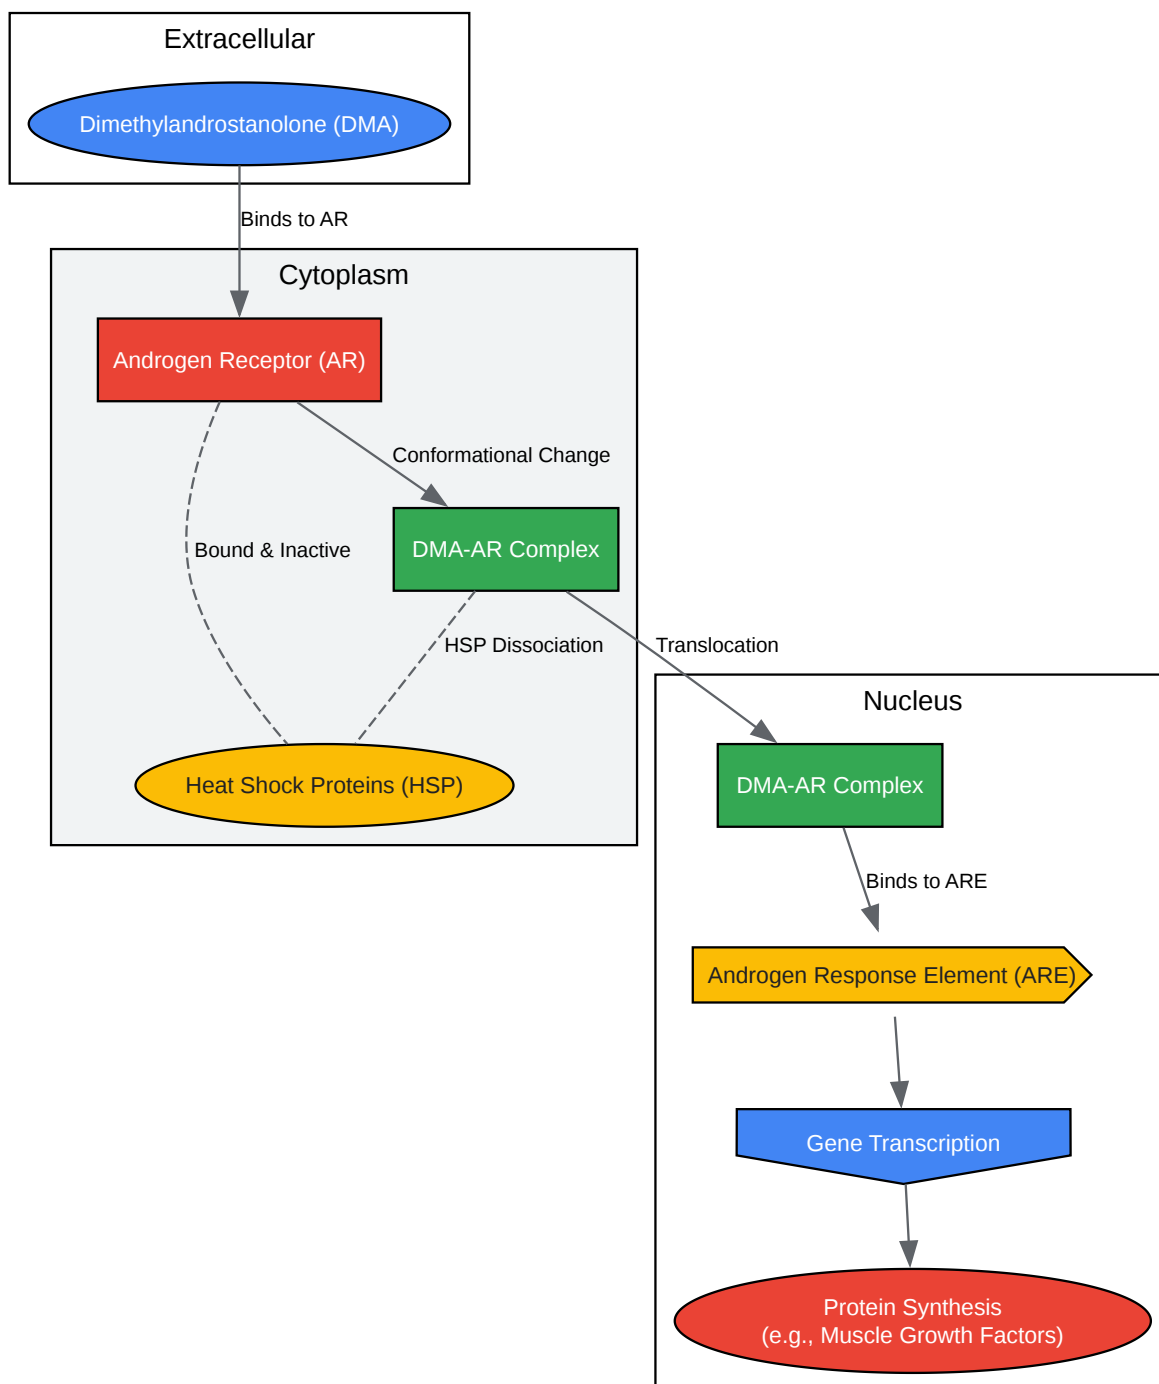 Extracellular
Dimethylandrostanolone (DMA)
Binds to AR
Cytoplasm
Androgen Receptor (AR)
Conformational Change
Bound & Inactive
DMA-AR Complex
HSP Dissociation
Translocation
Heat Shock Proteins (HSP)
Nucleus
DMA-AR Complex
Binds to ARE
Androgen Response Element (ARE)
Gene Transcription
Protein Synthesis
(e.g., Muscle Growth Factors)